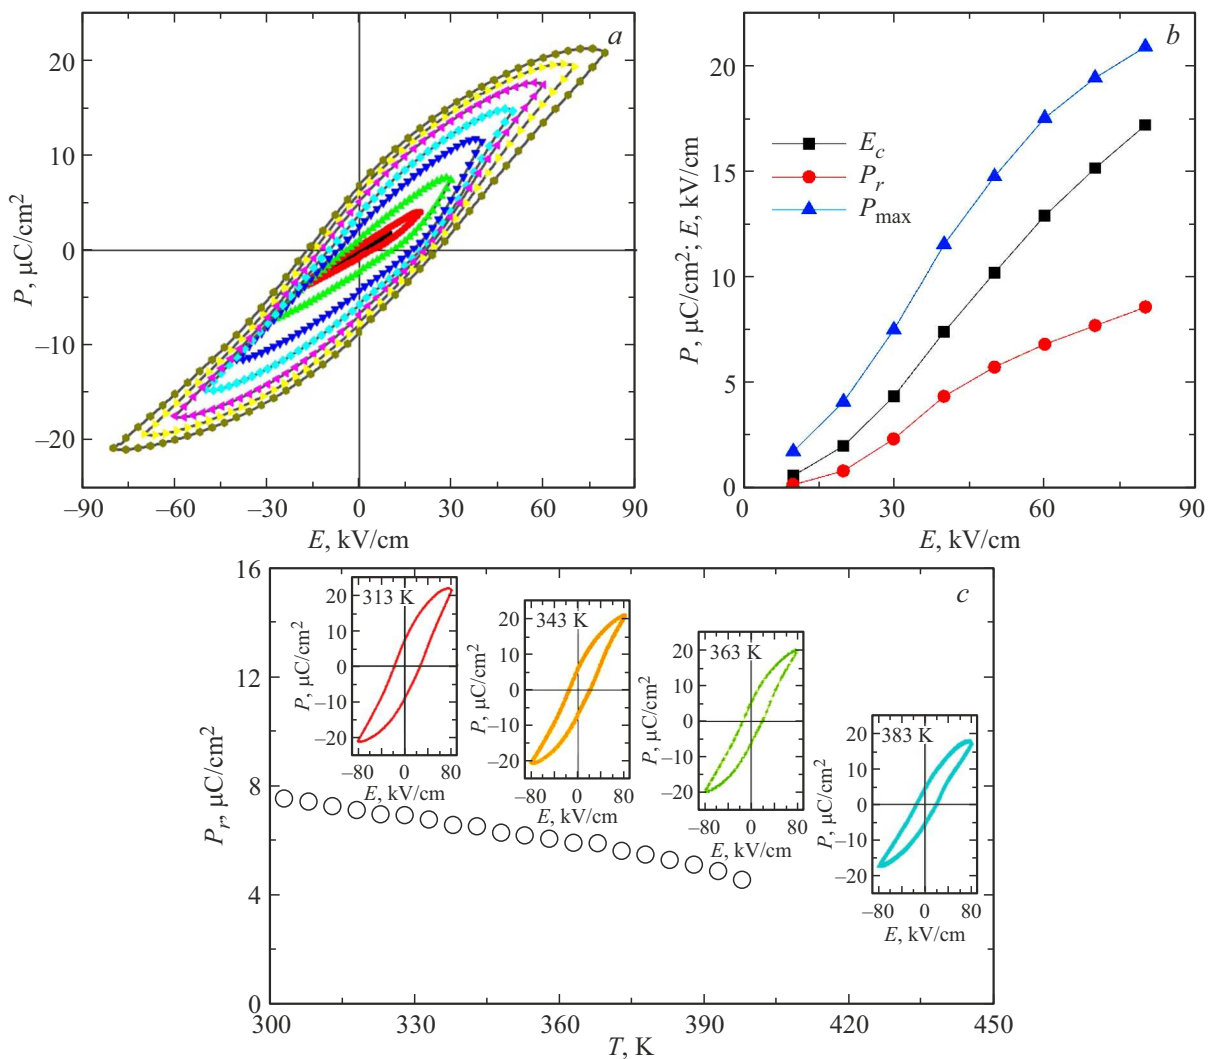 a
P, μC/cm²
20
10
0
–10
–20
–90
–60
–30
0
30
60
90
E, kV/cm
b
P, μC/cm²; E, kV/cm
20
15
10
5
0
E_c
P_r
P_max
0
30
60
90
E, kV/cm
c
P_r, μC/cm²
16
12
8
4
0
300
330
360
390
420
450
T, K
313 K
P, μC/cm²
20
10
0
–10
–20
–80 0 80
E, kV/cm
343 K
P, μC/cm²
20
10
0
–10
–20
–80 0 80
E, kV/cm
363 K
P, μC/cm²
20
10
0
–10
–20
–80 0 80
E, kV/cm
383 K
P, μC/cm²
20
10
0
–10
–20
–80 0 80
E, kV/cm